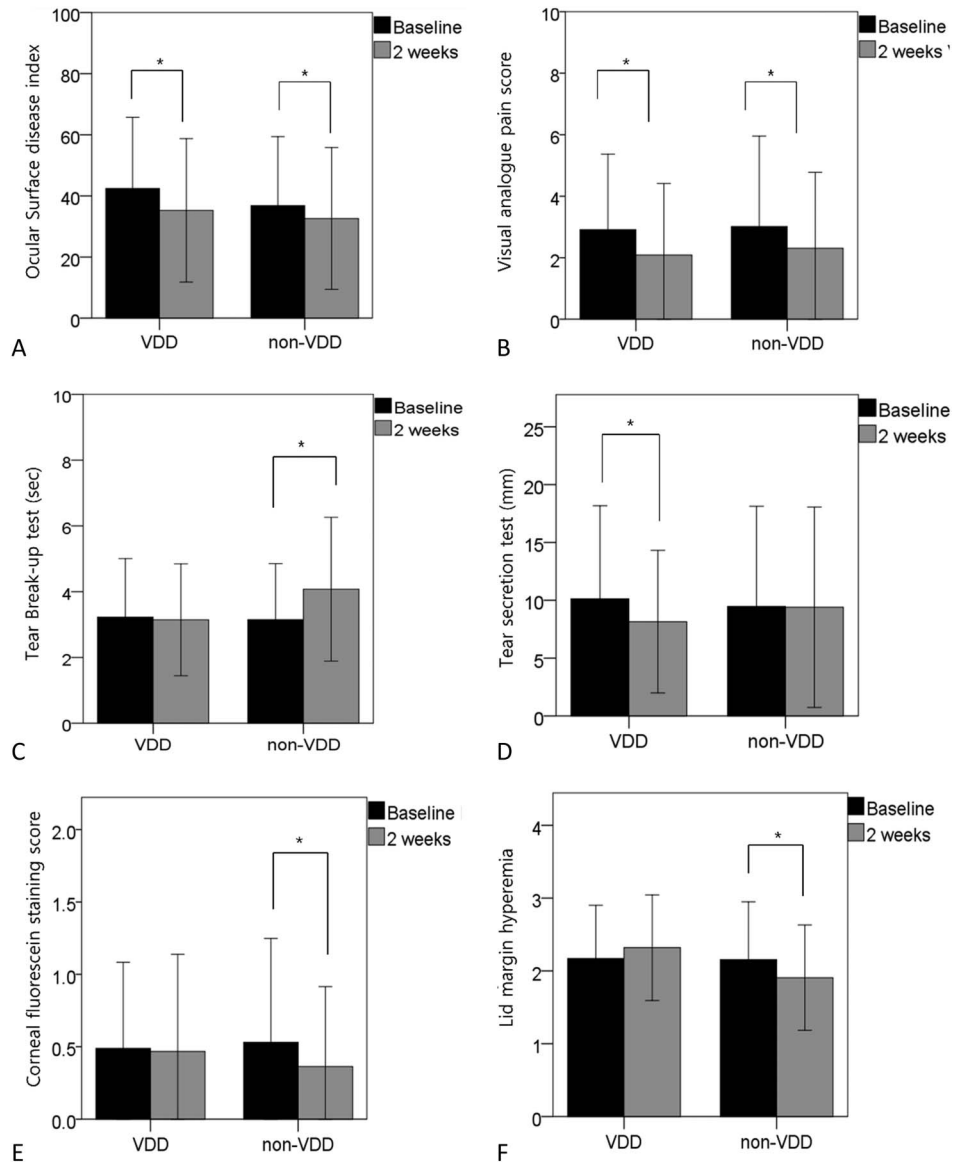 100
80
60
40
20
0
Ocular Surface disease index
*
*
VDD
non-VDD
Baseline
2 weeks
A
10
8
6
4
2
0
Visual analogue pain score
*
*
VDD
non-VDD
Baseline
2 weeks
B
10
8
6
4
2
0
Tear Break-up test (sec)
*
VDD
non-VDD
Baseline
2 weeks
C
25
20
15
10
5
0
Tear secretion test (mm)
*
VDD
non-VDD
Baseline
2 weeks
D
2.0
1.5
1.0
0.5
0.0
Corneal fluorescein staining score
*
VDD
non-VDD
Baseline
2 weeks
E
4
3
2
1
0
Lid margin hyperemia
*
VDD
non-VDD
Baseline
2 weeks
F